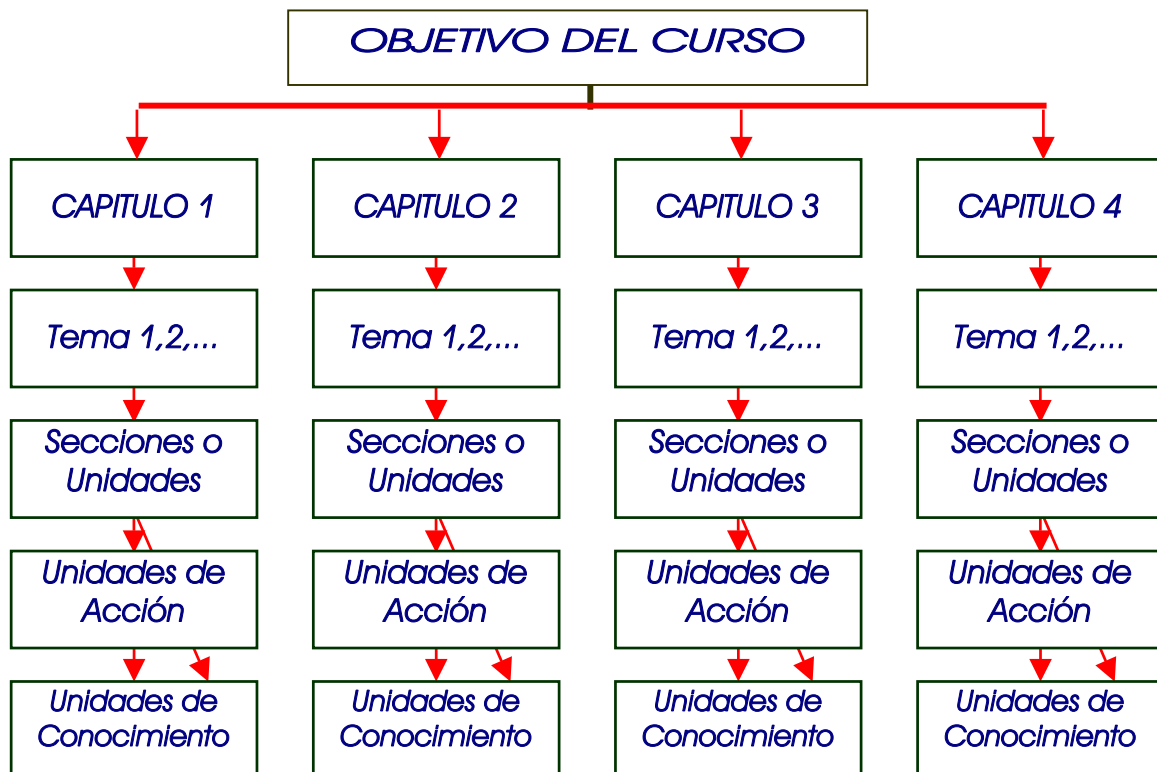 OBJETIVO DEL CURSO
CAPITULO 1
CAPITULO 2
CAPITULO 3
CAPITULO 4
Tema 1,2,...
Tema 1,2,...
Tema 1,2,...
Tema 1,2,...
Secciones o
Unidades
Secciones o
Unidades
Secciones o
Unidades
Secciones o
Unidades
Unidades de
Acción
Unidades de
Acción
Unidades de
Acción
Unidades de
Acción
Unidades de
Conocimiento
Unidades de
Conocimiento
Unidades de
Conocimiento
Unidades de
Conocimiento